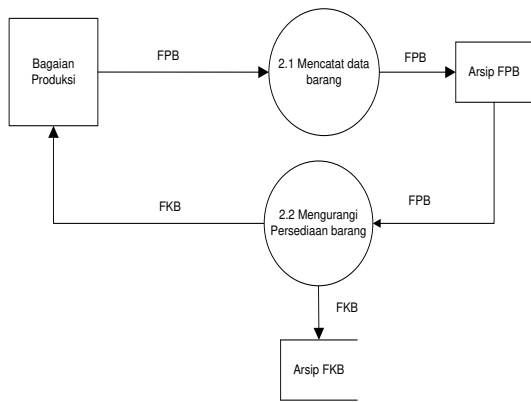 Bagaian
Produksi
FPB
2.1 Mencatat data
barang
FPB
Arsip FPB
FKB
2.2 Mengurangi
Persediaan barang
FPB
FKB
Arsip FKB